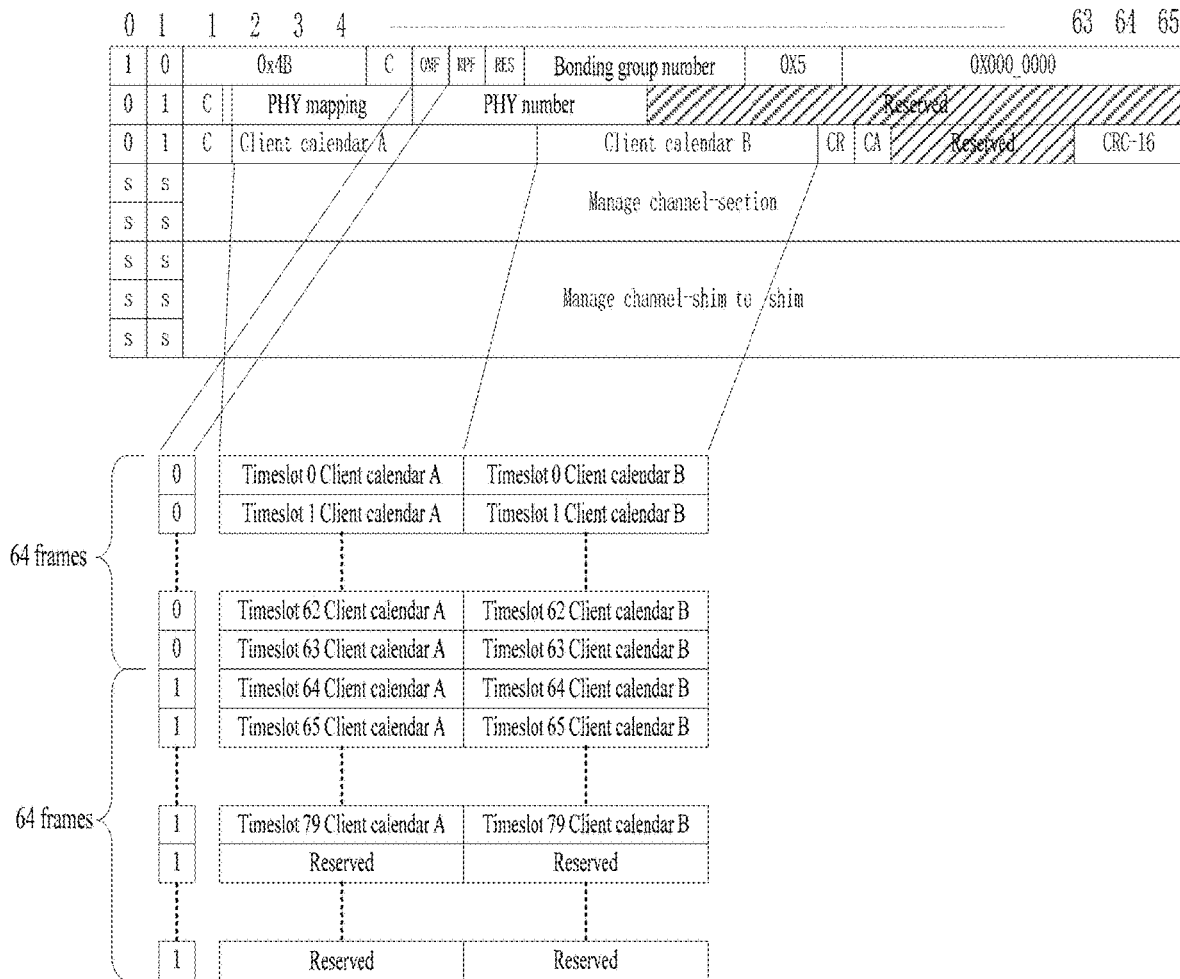 0 1 1 2 3 4 63 64 65
1 0 0x4B C OMF RPF RES Bonding group number 0X5 0X000_0000
0 1 C PHY mapping PHY number Reserved
0 1 C Client calendar A Client calendar B CR CA Reserved CRC-16
s s
Manage channel-section
s s
s s
s s Manage channel-shim to -shim
s s
0 Timeslot 0 Client calendar A Timeslot 0 Client calendar B
0 Timeslot 1 Client calendar A Timeslot 1 Client calendar B
64 frames
0 Timeslot 62 Client calendar A Timeslot 62 Client calendar B
0 Timeslot 63 Client calendar A Timeslot 63 Client calendar B
1 Timeslot 64 Client calendar A Timeslot 64 Client calendar B
1 Timeslot 65 Client calendar A Timeslot 65 Client calendar B
64 frames
1 Timeslot 79 Client calendar A Timeslot 79 Client calendar B
1 Reserved Reserved
1 Reserved Reserved